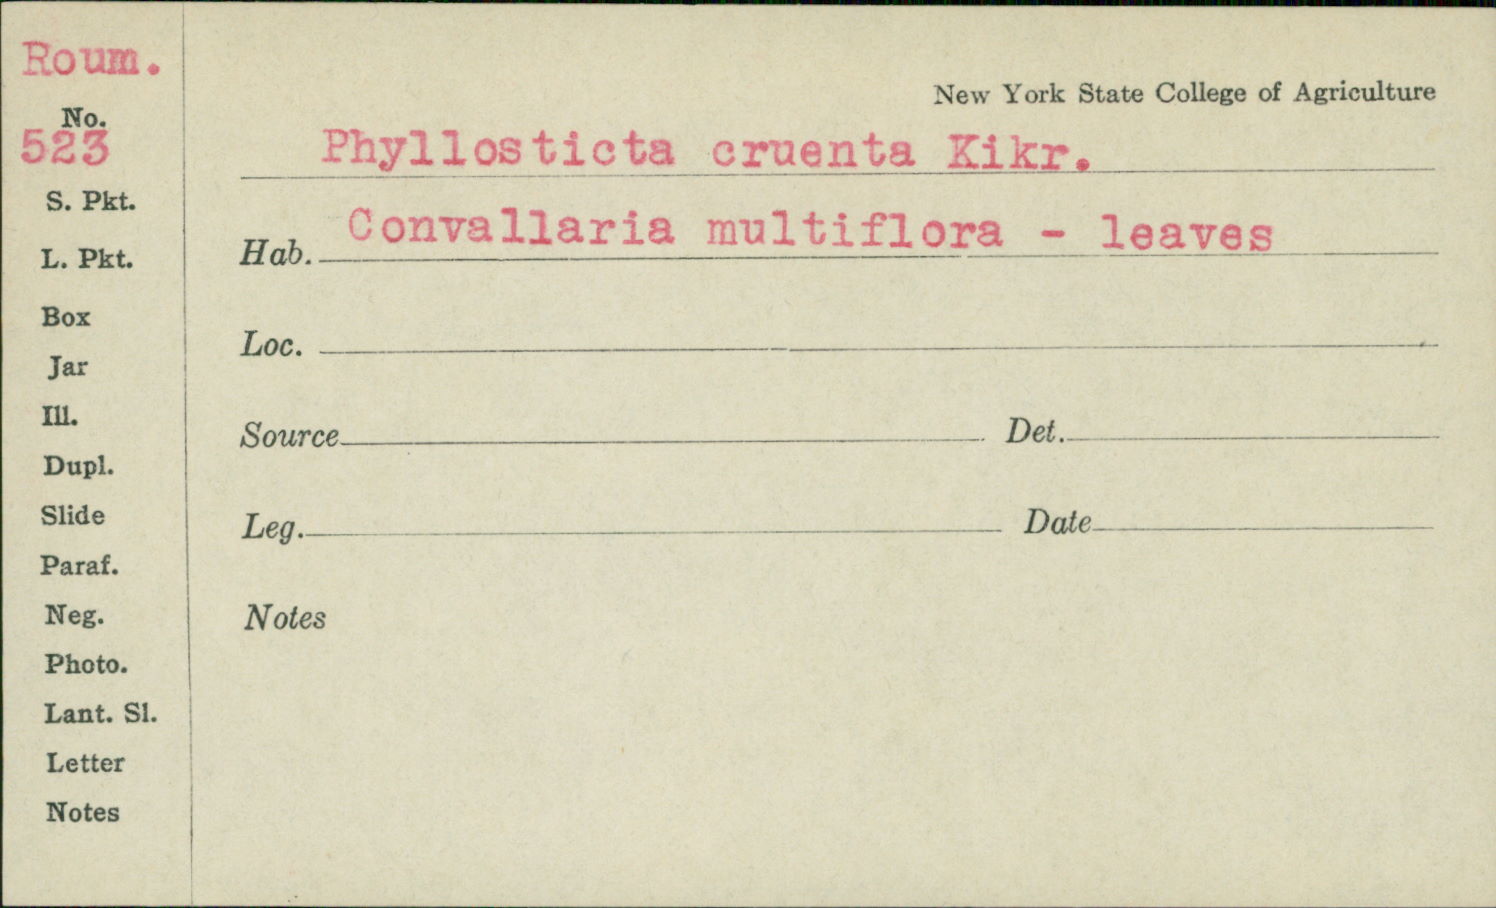 Roum.
No.
523
S. Pkt.
L. Pkt.
Box
Jar
Ill.
Dupl.
Slide
Paraf.
Neg.
Photo.
Lant. Sl.
Letter
Notes
New York State College of Agriculture
Phyllosticta cruenta Kikr.
Hab. Convallaria multiflora - leaves
Loc.
Source Det.
Leg. Date
Notes